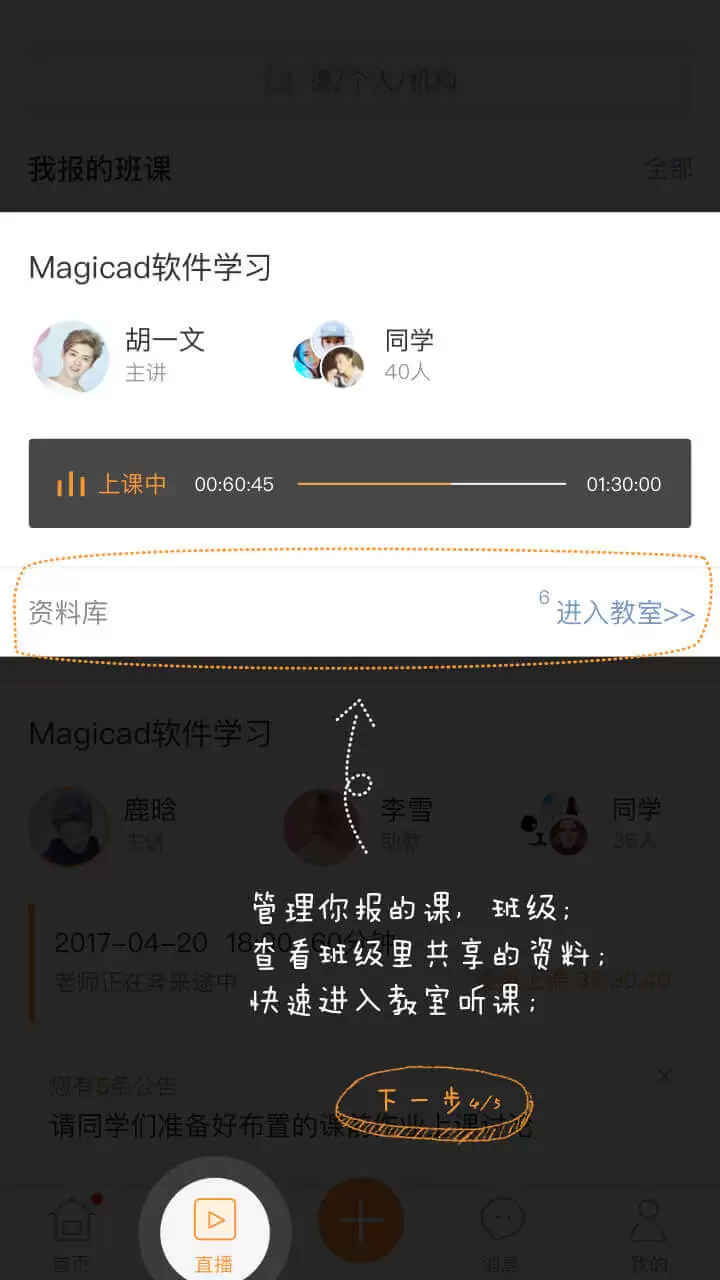 课/个人/机构
我报的班课 全部
Magicad软件学习
胡一文 同学
主讲 40人
上课中 00:60:45 01:30:00
资料库 6 进入教室>>
Magicad软件学习
鹿晗 李雪 同学
主讲 助教 35人
管理你报的课,班级;
2017-04-20 18:00 60分钟
查看班级里共享的资料;
老师正在奔来途中 32:30:40
快速进入教室听课;
您有5条公告
下一步4/5
请同学们准备好布置的课前作业上课讨论
首页 直播 消息 我的